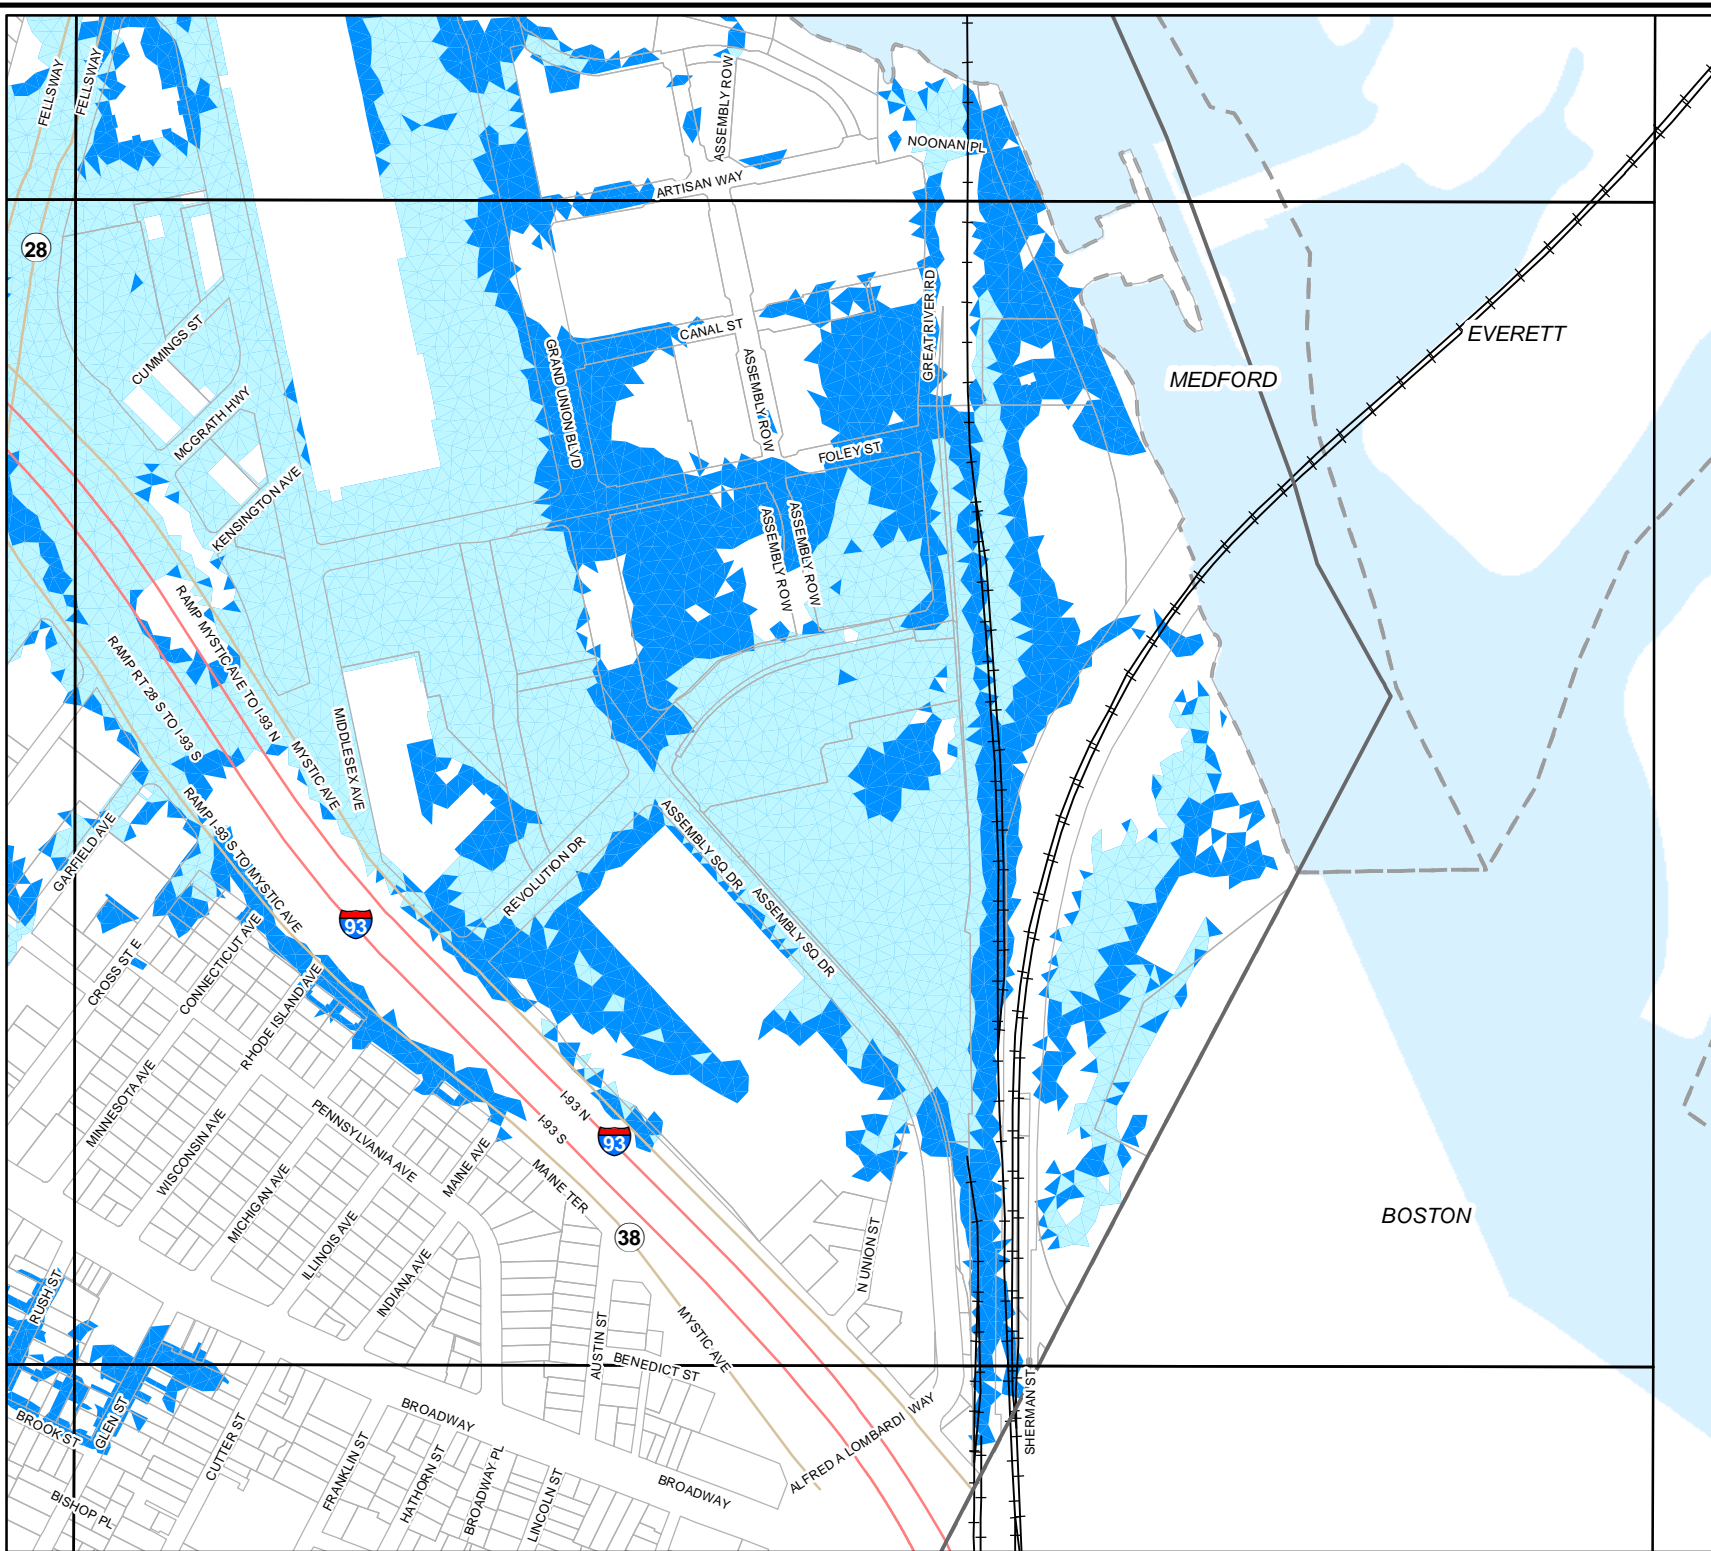 FELLSWAY
FELLSWAY
ASSEMBLY ROW
NOONAN PL
ARTISAN WAY
28
CUMMINGS ST
MCGRATH HWY
KENSINGTON AVE
GRAND UNION BLVD
CANAL ST
ASSEMBLY ROW
GREAT RIVER RD
FOLEY ST
EVERETT
MEDFORD
ASSEMBLY ROW
ASSEMBLY ROW
RAMP MYSTIC AVE TO I-93 N
RAMP RT 28 S TO I-93 S
MYSTIC AVE
MIDDLESEX AVE
RAMP I-93 S TO MYSTIC AVE
GARFIELD AVE
REVOLUTION DR
ASSEMBLY SQ DR
ASSEMBLY SQ DR
93
CROSS ST E
CONNECTICUT AVE
RHODE ISLAND AVE
MINNESOTA AVE
WISCONSIN AVE
PENNSYLVANIA AVE
MICHIGAN AVE
ILLINOIS AVE
INDIANA AVE
MAINE AVE
MAINE TER
I-93 N
I-93 S
93
38
N UNION ST
BOSTON
RUSH ST
AUSTIN ST
MYSTIC AVE
BENEDICT ST
BROOK ST
GLEN ST
CUTTER ST
BROADWAY
FRANKLIN ST
HATHORN ST
BROADWAY PL
LINCOLN ST
BROADWAY
ALFRED A LOMBARDI WAY
SHERMAN ST
BISHOP PL